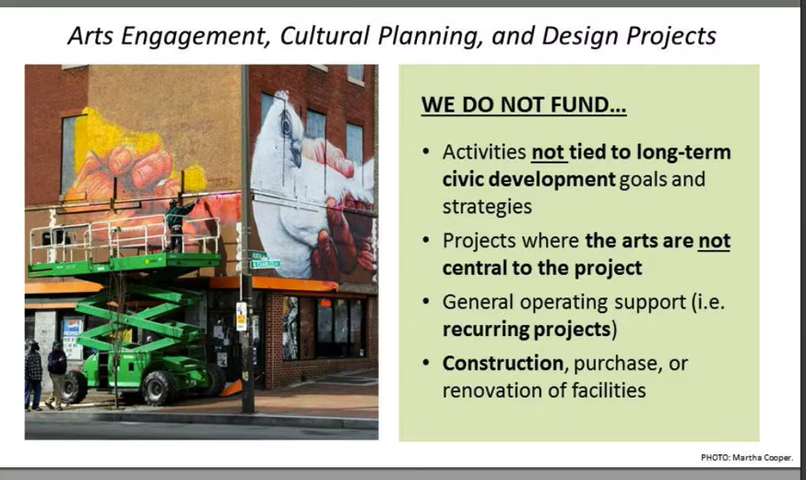 Arts Engagement, Cultural Planning, and Design Projects
WE DO NOT FUND...
• Activities not tied to long-term
civic development goals and
strategies
• Projects where the arts are not
central to the project
• General operating support (i.e.
recurring projects)
• Construction, purchase, or
renovation of facilities
PHOTO: Martha Cooper.